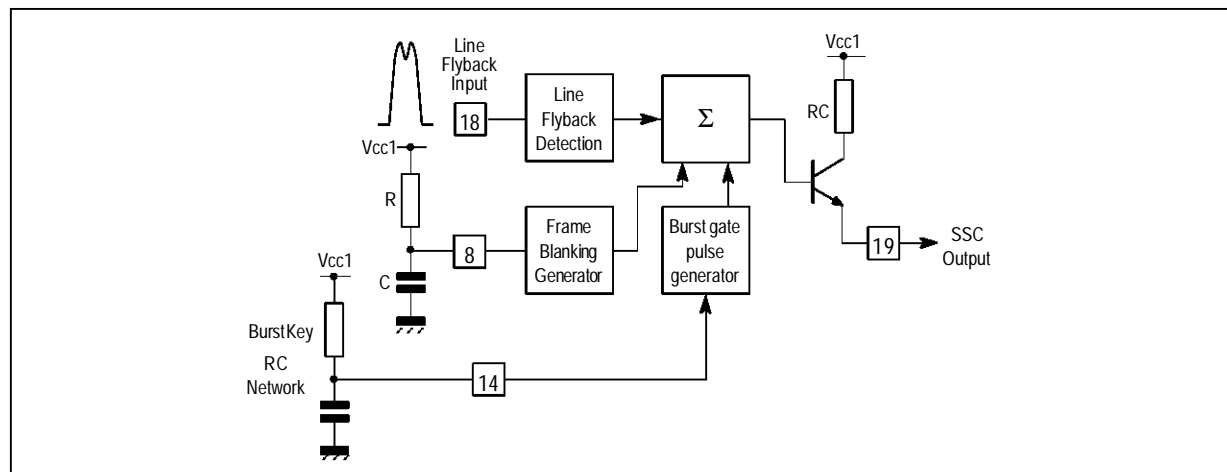 Line
Flyback
Input
18
Line
Flyback
Detection
Σ
Vcc1
RC
Vcc1
R
C
8
Frame
Blanking
Generator
Burst gate
pulse
generator
19
SSC
Output
Vcc1
BurstKey
RC
Network
14